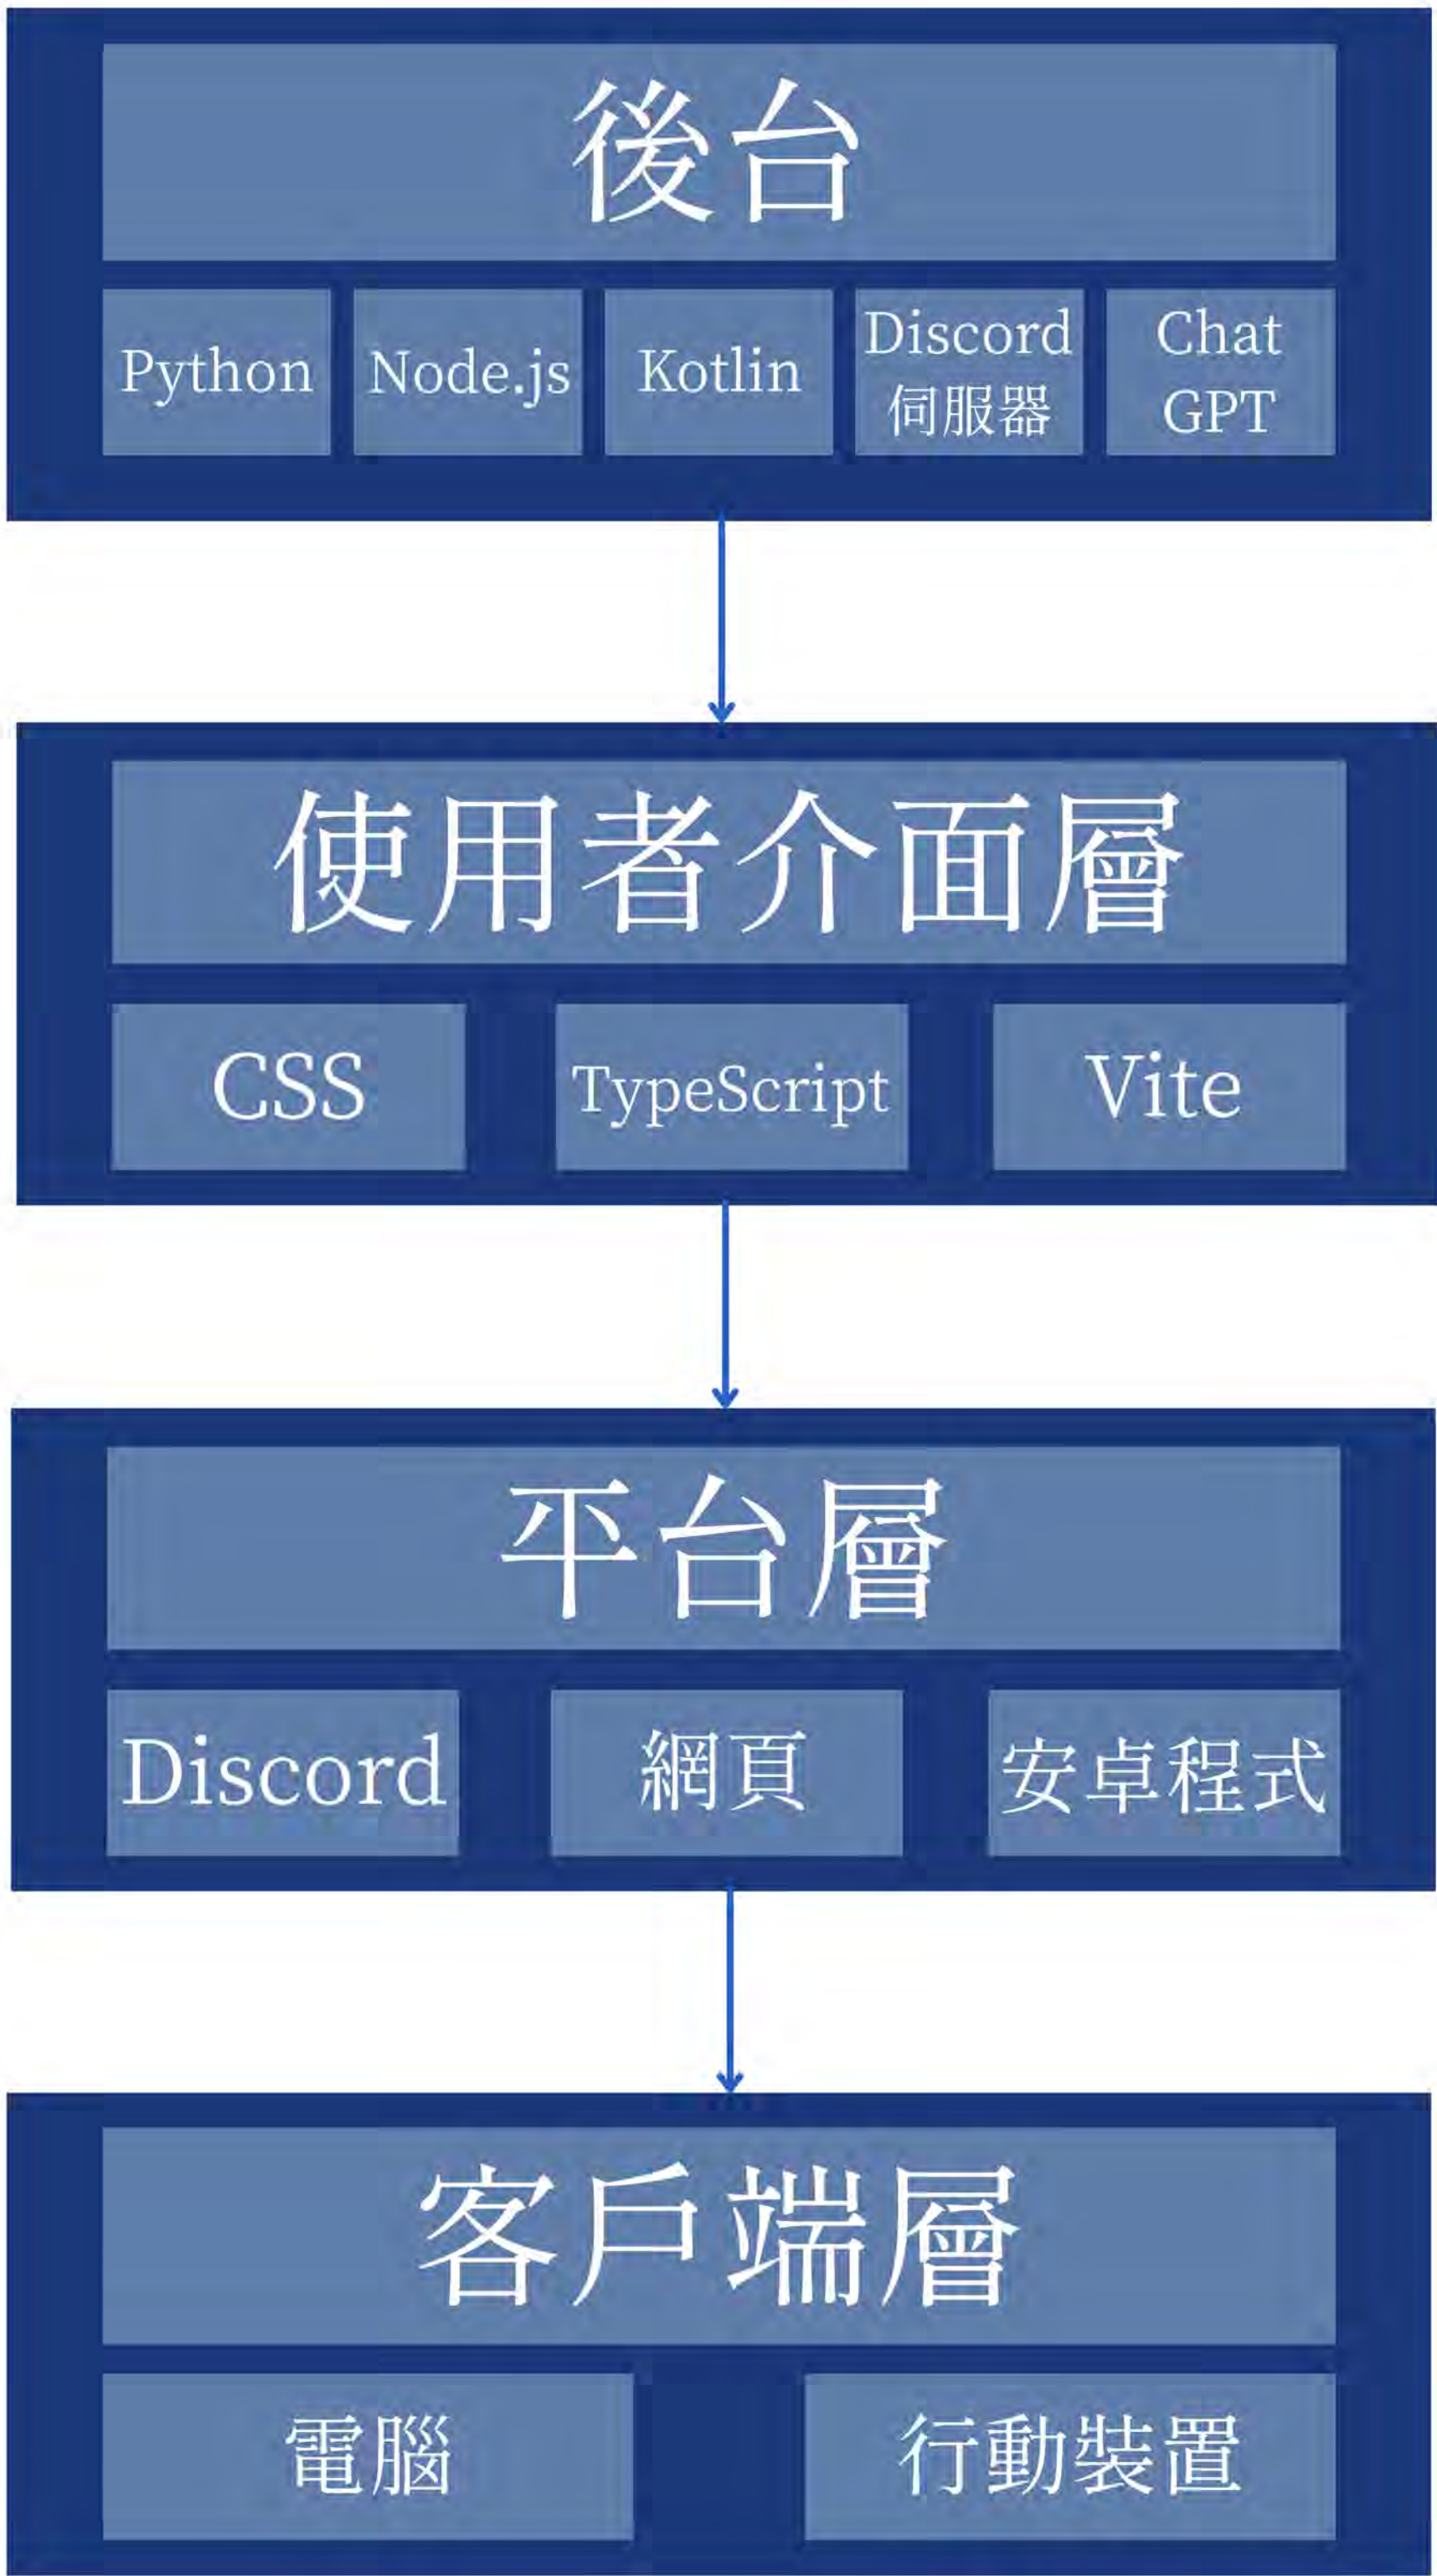 後台
Python
Node.js
Kotlin
Discord
伺服器
Chat
GPT
使用者介面層
CSS
TypeScript
Vite
平台層
Discord
網頁
安卓程式
客戶端層
電腦
行動裝置